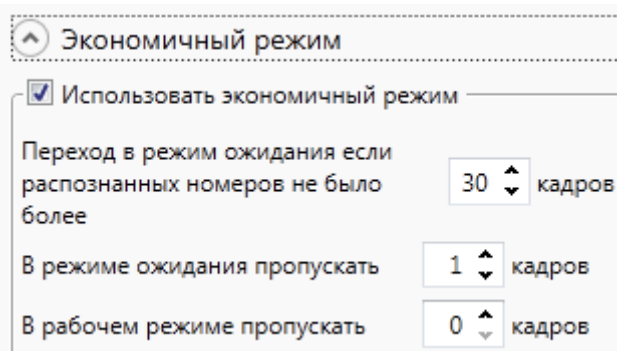 Экономичный режим
Использовать экономичный режим
Переход в режим ожидания если
распознанных номеров не было 30 кадров
более
В режиме ожидания пропускать 1 кадров
В рабочем режиме пропускать 0 кадров